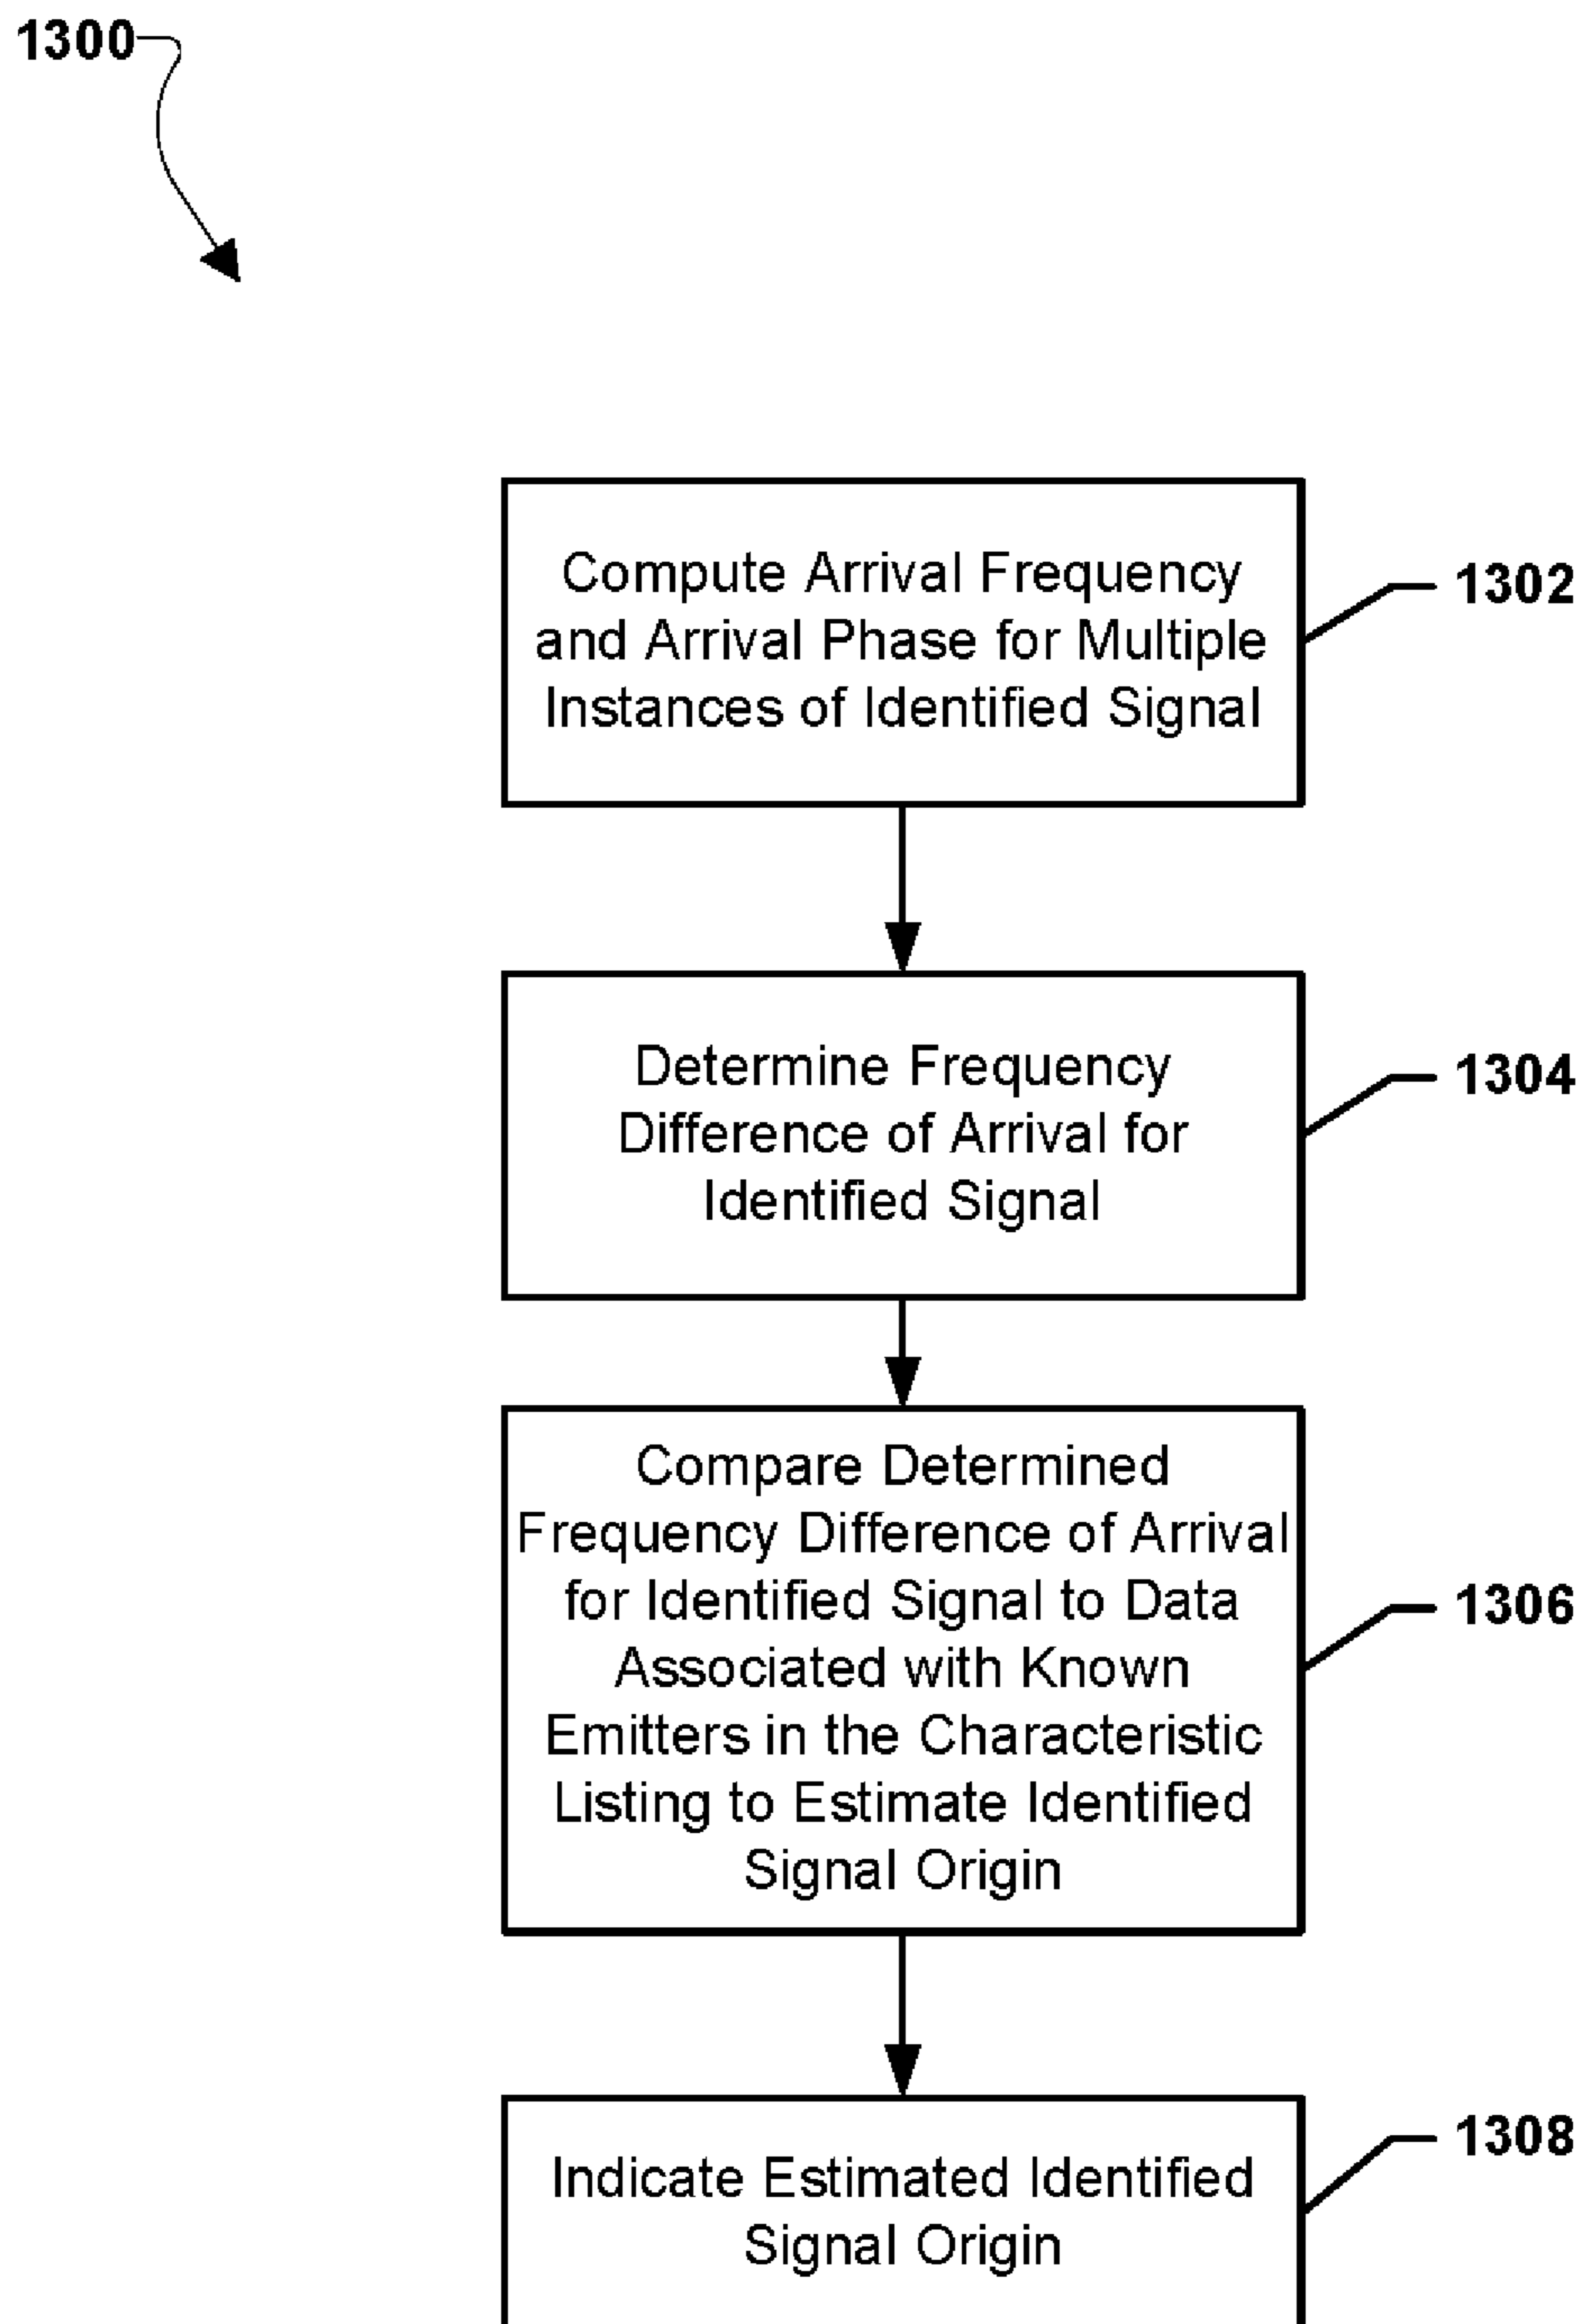 1300
Compute Arrival Frequency
and Arrival Phase for Multiple
Instances of Identified Signal
1302
Determine Frequency
Difference of Arrival for
Identified Signal
1304
Compare Determined
Frequency Difference of Arrival
for Identified Signal to Data
Associated with Known
Emitters in the Characteristic
Listing to Estimate Identified
Signal Origin
1306
Indicate Estimated Identified
Signal Origin
1308